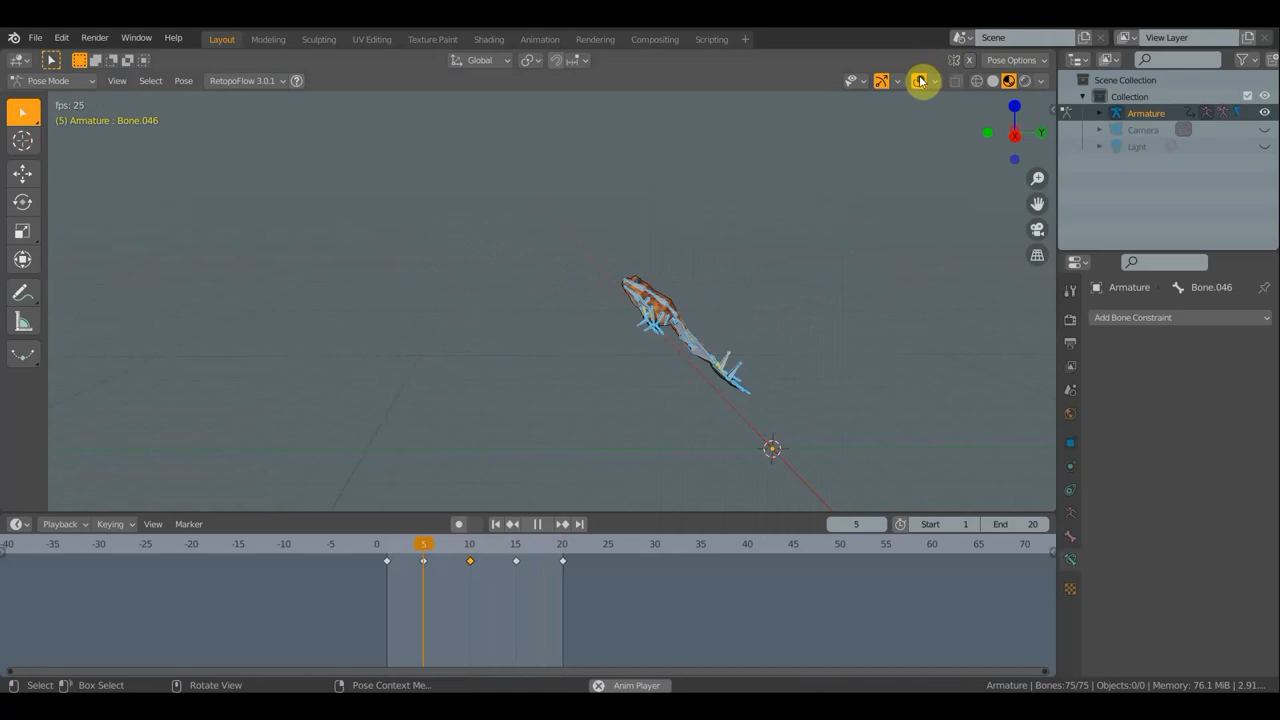 File Edit Render Window Help Layout Modeling Sculpting UV Editing Texture Paint Shading Animation Rendering Compositing Scripting + Scene View Layer
Global X Pose Options
Pose Mode View Select Pose RetopoFlow 3.0.1 ?
Scene Collection
Collection
Armature
Camera
Light
fps: 25
(5) Armature : Bone.046
X
Y
Armature Bone.046
Add Bone Constraint
Playback Keying View Marker 5 Start 1 End 20
-40 -35 -30 -25 -20 -15 -10 -5 0 5 10 15 20 25 30 35 40 45 50 55 60 65 70
Select Box Select Rotate View Pose Context Me... Anim Player Armature | Bones:75/75 | Objects:0/0 | Memory: 76.1 MiB | 2.91...